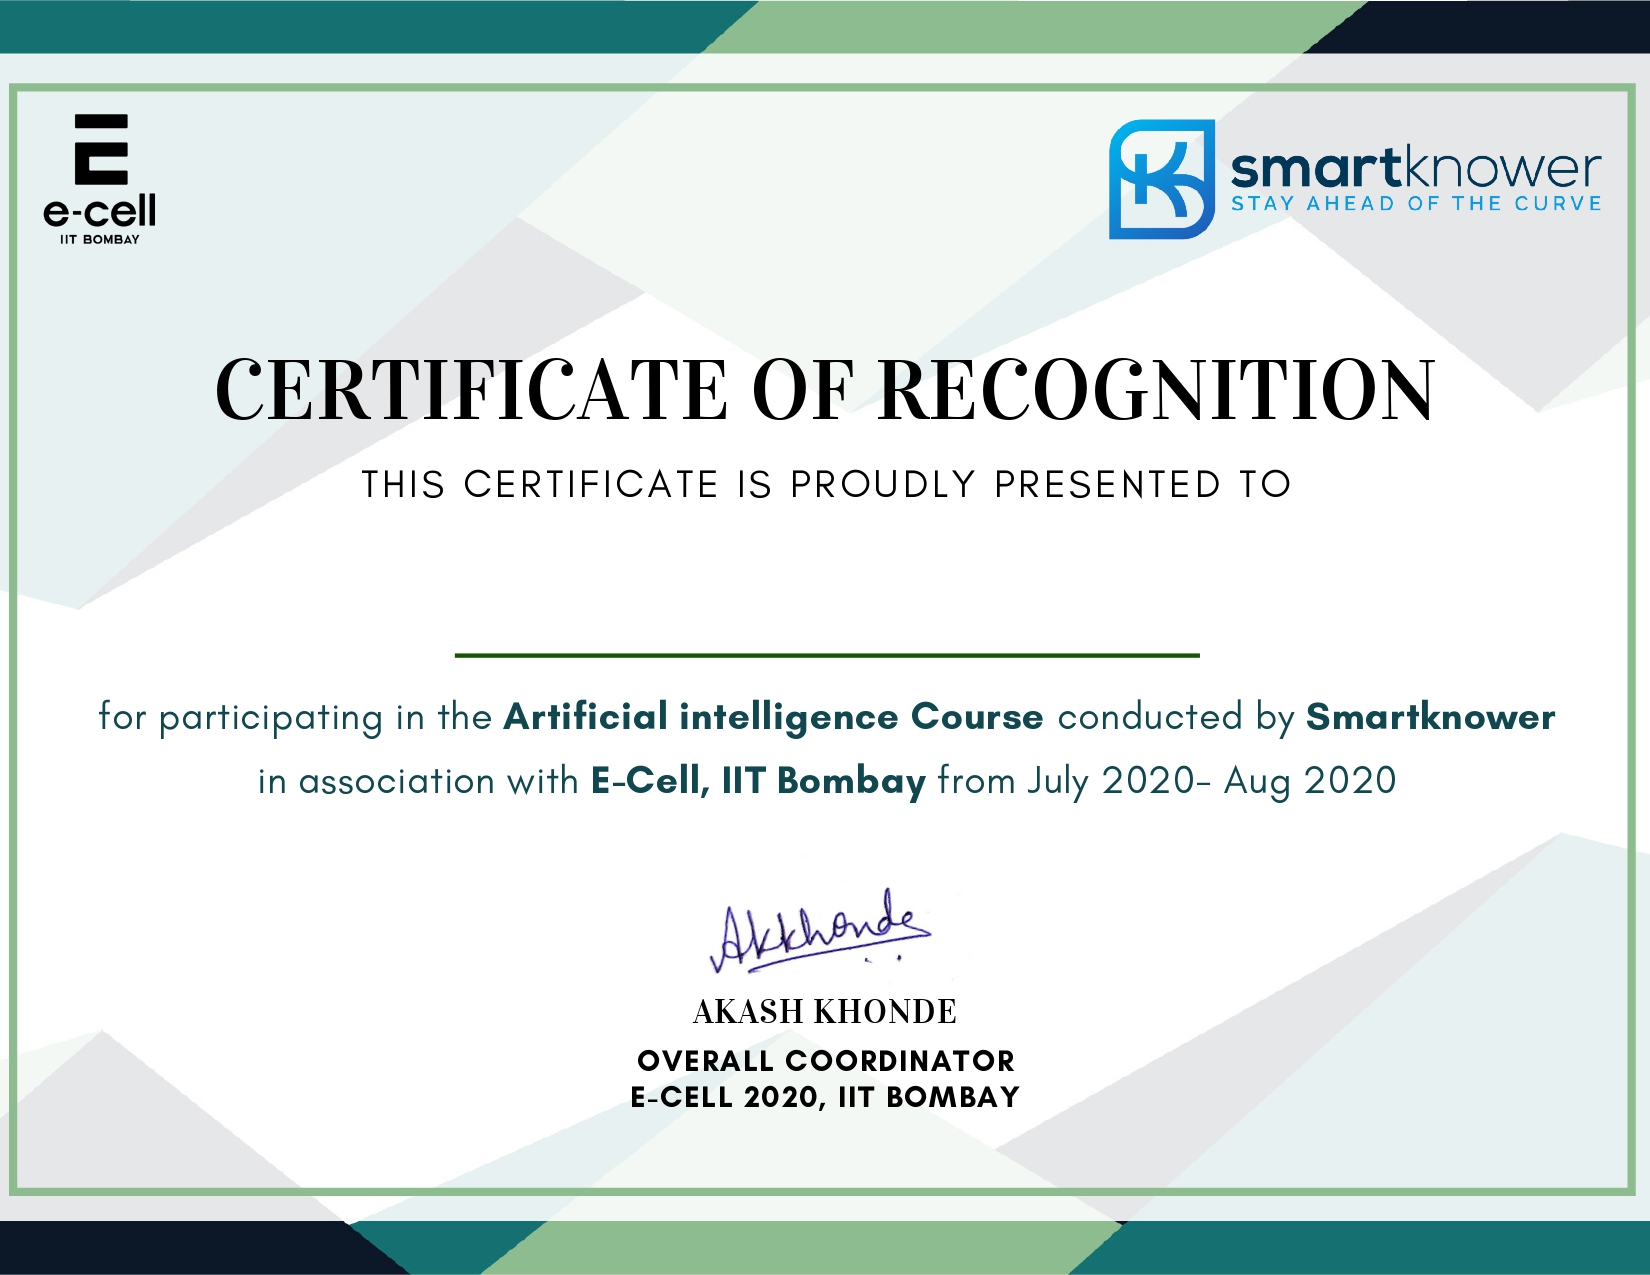 e-cell
IIT BOMBAY
smartknower
STAY AHEAD OF THE CURVE
CERTIFICATE OF RECOGNITION
THIS CERTIFICATE IS PROUDLY PRESENTED TO
for participating in the Artificial intelligence Course conducted by Smartknower
in association with E-Cell, IIT Bombay from July 2020- Aug 2020
Akkhonde
AKASH KHONDE
OVERALL COORDINATOR
E-CELL 2020, IIT BOMBAY